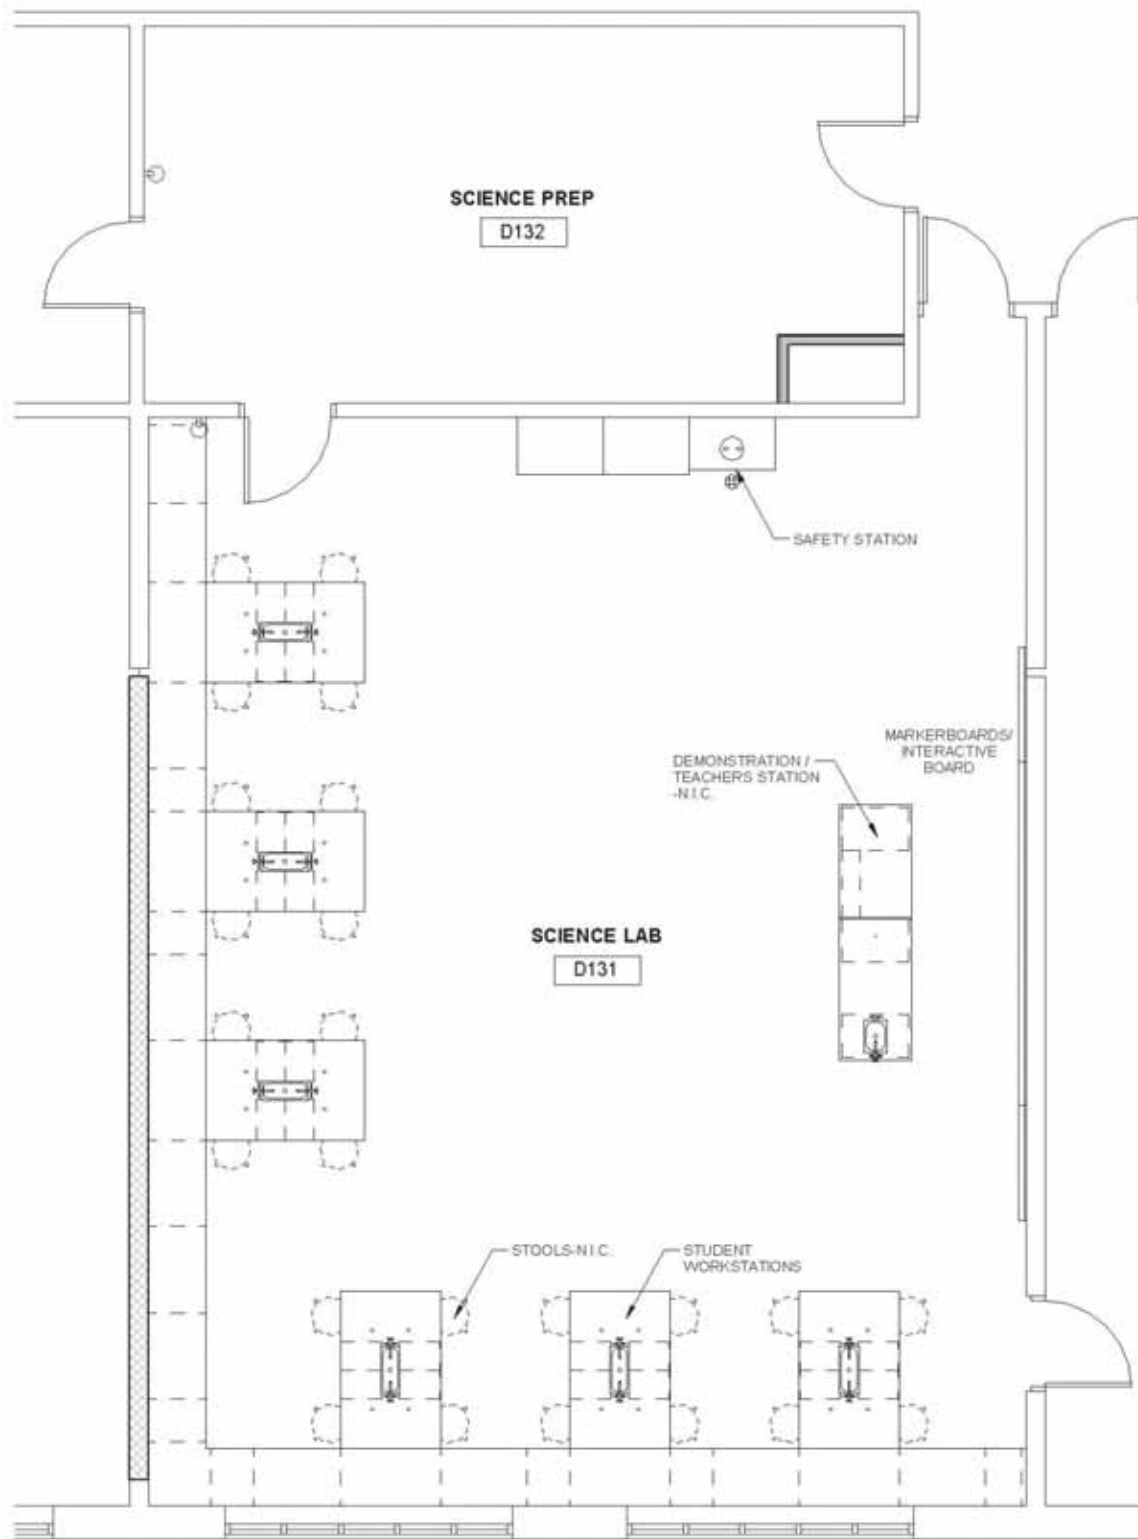 SCIENCE PREP
D132
SAFETY STATION
MARKERBOARDS/
INTERACTIVE
BOARD
DEMONSTRATION /
TEACHERS STATION
-N.I.C.
SCIENCE LAB
D131
STOOLS-N.I.C.
STUDENT
WORKSTATIONS